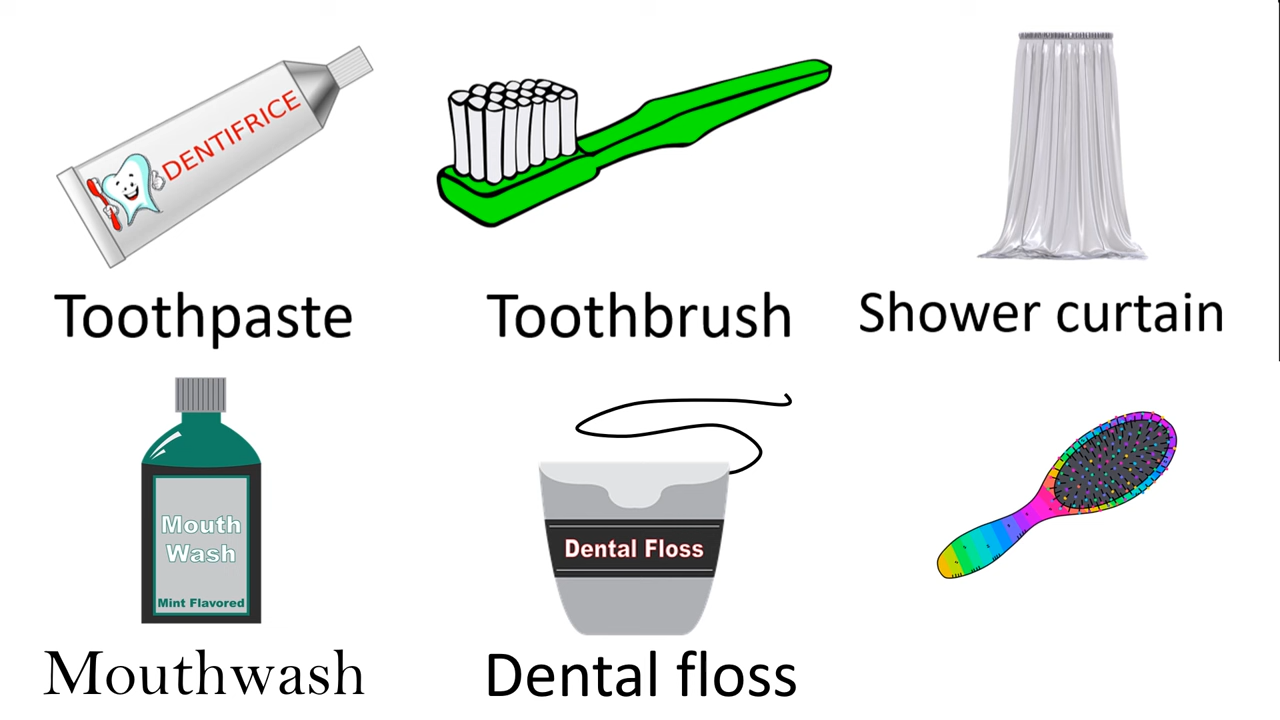 DENTIFRICE
Toothpaste
Toothbrush
Shower curtain
Mouth
Wash
Mint Flavored
Mouthwash
Dental Floss
Dental floss